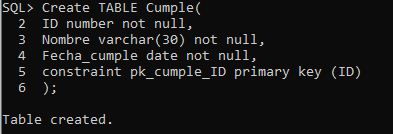 SQL> Create TABLE Cumple(
  2  ID number not null,
  3  Nombre varchar(30) not null,
  4  Fecha_cumple date not null,
  5  constraint pk_cumple_ID primary key (ID)
  6  );
Table created.